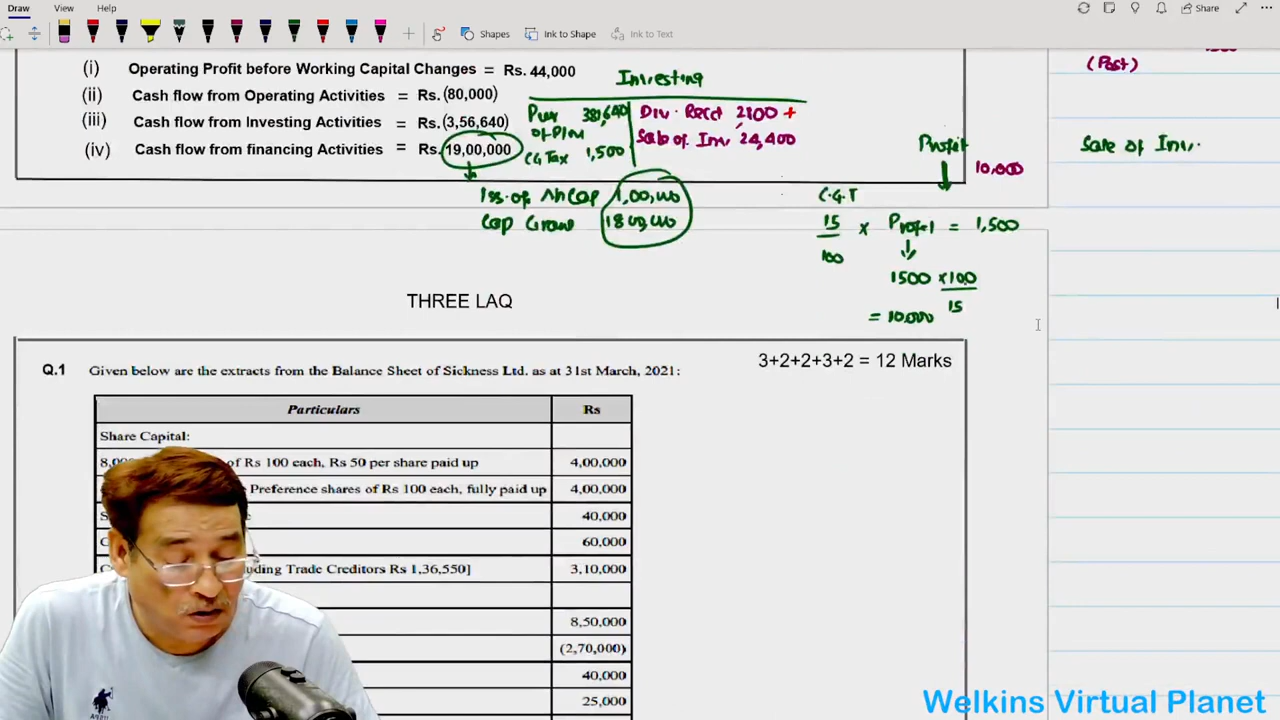 Draw View Help
Share
Shapes Ink to Shape Ink to Text
(i) Operating Profit before Working Capital Changes = Rs. 44,000
(ii) Cash flow from Operating Activities = Rs. (80,000)
(iii) Cash flow from Investing Activities = Rs. (3,56,640)
(iv) Cash flow from financing Activities = Rs. 19,00,000
Investing
Pur 381,640 Div. Recd 2100 +
of P/M Sale of Inv 24,400
CG Tax 1,500
Iss. of Sh Cap 1,00,000
Cap Grant 1800,000
Profit 10,000
C.G.T
15/100 x Profit = 1,500
1500 x 100/15
= 10,000
(Post)
Sale of Inv.
THREE LAQ
3+2+2+3+2 = 12 Marks
Q.1 Given below are the extracts from the Balance Sheet of Sickness Ltd. as at 31st March, 2021:
Particulars Rs
Share Capital:
of Rs 100 each, Rs 50 per share paid up 4,00,000
Preference shares of Rs 100 each, fully paid up 4,00,000
40,000
60,000
Trade Creditors Rs 1,36,550] 3,10,000
8,50,000
(2,70,000)
40,000
25,000
Welkins Virtual Planet